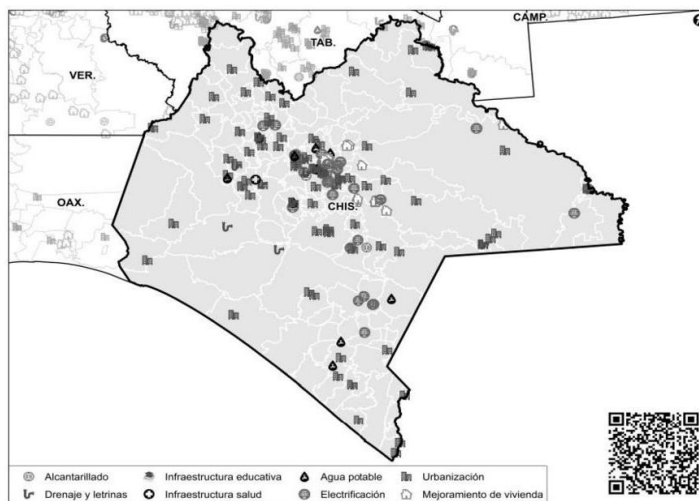 CAMP.
TAB.
VER.
OAX.
CHIS.
Alcantarillado
Infraestructura educativa
Agua potable
Urbanización
Drenaje y letrinas
Infraestructura salud
Electrificación
Mejoramiento de vivienda